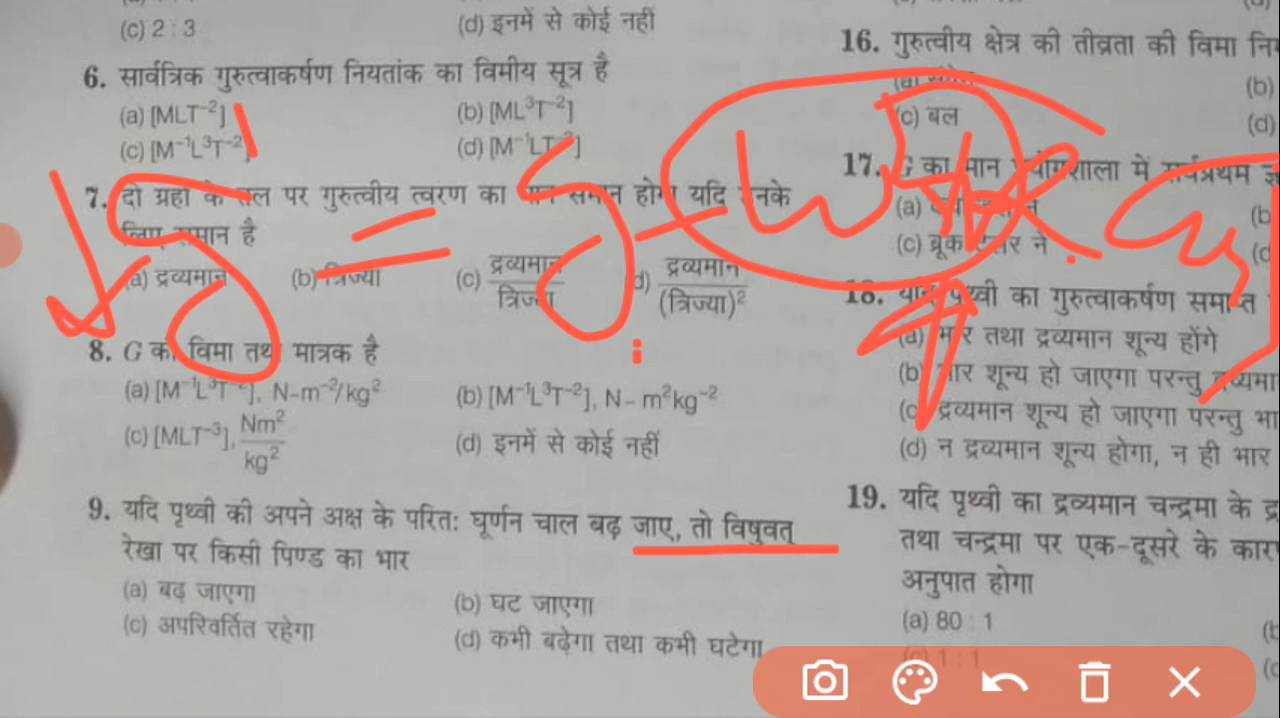 (c) 2 : 3
(d) इनमें से कोई नहीं
6. सार्वत्रिक गुरुत्वाकर्षण नियतांक का विमीय सूत्र है
(a) [MLT⁻²]
(b) [ML³T⁻²]
(c) [M⁻¹L³T⁻²]
(d) [M⁻¹LT⁻²]
7. दो ग्रहों के तल पर गुरुत्वीय त्वरण का मान समान होगा यदि उनके
लिए समान है
(a) द्रव्यमान
(b) त्रिज्या
(c) द्रव्यमान/त्रिज्या
(d) द्रव्यमान/(त्रिज्या)²
8. G की विमा तथा मात्रक है
(a) [M⁻¹L³T⁻²], N-m⁻²/kg²
(b) [M⁻¹L³T⁻²], N- m²kg⁻²
(c) [MLT⁻³], Nm²/kg²
(d) इनमें से कोई नहीं
9. यदि पृथ्वी की अपने अक्ष के परितः घूर्णन चाल बढ़ जाए, तो विषुवत्
रेखा पर किसी पिण्ड का भार
(a) बढ़ जाएगा
(b) घट जाएगा
(c) अपरिवर्तित रहेगा
(d) कभी बढ़ेगा तथा कभी घटेगा
16. गुरुत्वीय क्षेत्र की तीव्रता की विमा
(b)
(c) बल
(d)
17. G का मान प्रयोगशाला में सर्वप्रथम
(a)
(c) ने
18. यदि पृथ्वी का गुरुत्वाकर्षण समाप्त
(a) भार तथा द्रव्यमान शून्य होंगे
(b) भार शून्य हो जाएगा परन्तु
(c) द्रव्यमान शून्य हो जाएगा परन्तु
(d) न द्रव्यमान शून्य होगा, न ही भार
19. यदि पृथ्वी का द्रव्यमान चन्द्रमा के
तथा चन्द्रमा पर एक-दूसरे के
अनुपात होगा
(a) 80 : 1
(c) 1 : 1